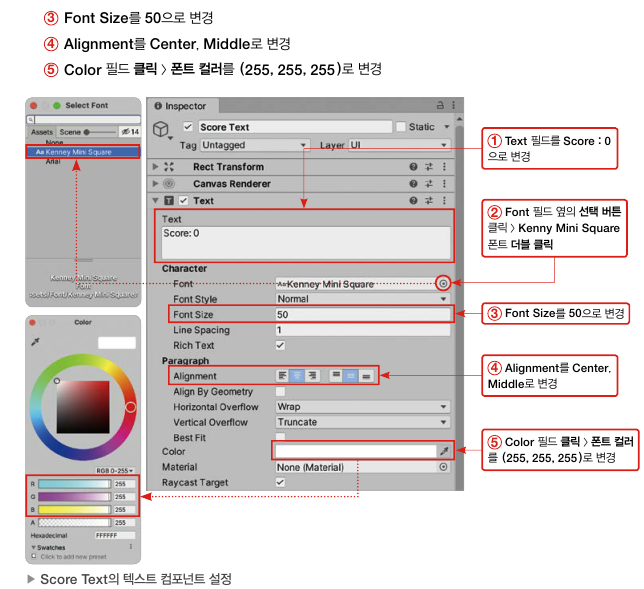 ③ Font Size를 50으로 변경
④ Alignment를 Center, Middle로 변경
⑤ Color 필드 클릭 > 폰트 컬러를 (255, 255, 255)로 변경
Select Font
Assets Scene 14
None
Aa Kenney Mini Square
Arial
Kenney Mini Square
Font
Inspector
Score Text
Static
Tag Untagged Layer UI
Rect Transform
Canvas Renderer
Text
Text
Score: 0
Character
Font Aa Kenney Mini Square
Font Style Normal
Font Size 50
Line Spacing 1
Rich Text
Paragraph
Alignment
Align By Geometry
Horizontal Overflow Wrap
Vertical Overflow Truncate
Best Fit
Color
Material None (Material)
Raycast Target
① Text 필드를 Score : 0
으로 변경
② Font 필드 옆의 선택 버튼
클릭 > Kenny Mini Square
폰트 더블 클릭
③ Font Size를 50으로 변경
④ Alignment를 Center,
Middle로 변경
⑤ Color 필드 클릭 > 폰트 컬러
를 (255, 255, 255)로 변경
Color
RGB 0-255
R 255
G 255
B 255
A 255
Hexadecimal FFFFFF
Swatches
Click to add new preset
▶ Score Text의 텍스트 컴포넌트 설정